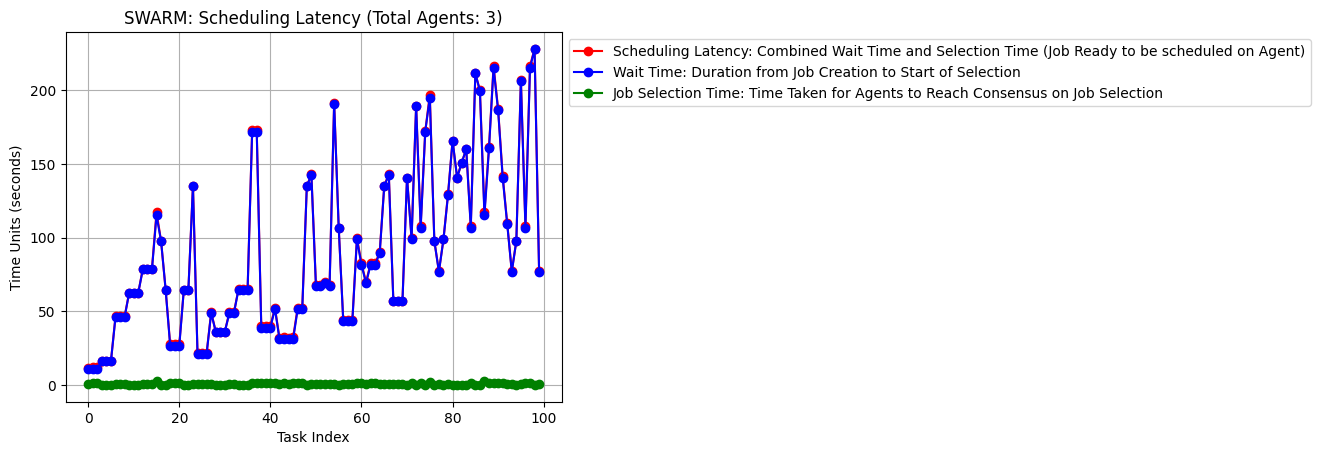 SWARM: Scheduling Latency (Total Agents: 3)
Scheduling Latency: Combined Wait Time and Selection Time (Job Ready to be scheduled on Agent)
Wait Time: Duration from Job Creation to Start of Selection
Job Selection Time: Time Taken for Agents to Reach Consensus on Job Selection
Time Units (seconds)
200
150
100
50
0
0 20 40 60 80 100
Task Index